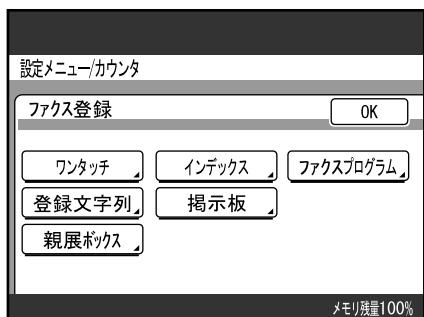 設定メニュー/カウンタ
ファクス登録 OK
ワンタッチ インデックス ファクスプログラム
登録文字列 掲示板
親展ボックス
メモリ残量100%